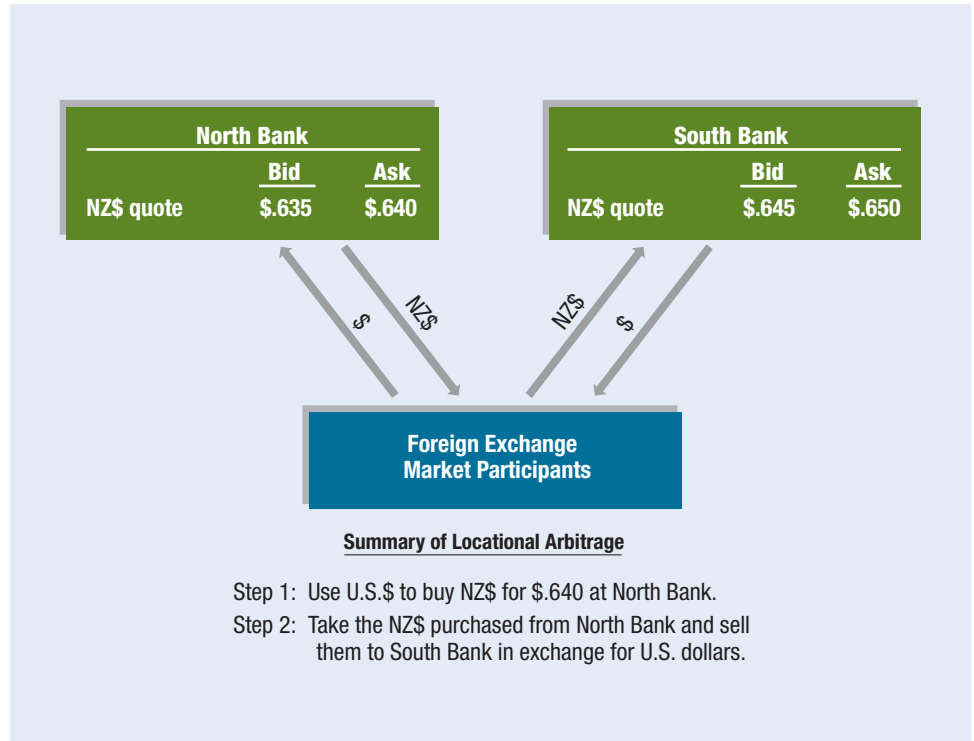 North Bank
Bid Ask
NZ$ quote $.635 $.640
South Bank
Bid Ask
NZ$ quote $.645 $.650
$
NZ$
NZ$
$
Foreign Exchange
Market Participants
Summary of Locational Arbitrage
Step 1: Use U.S.$ to buy NZ$ for $.640 at North Bank.
Step 2: Take the NZ$ purchased from North Bank and sell
them to South Bank in exchange for U.S. dollars.